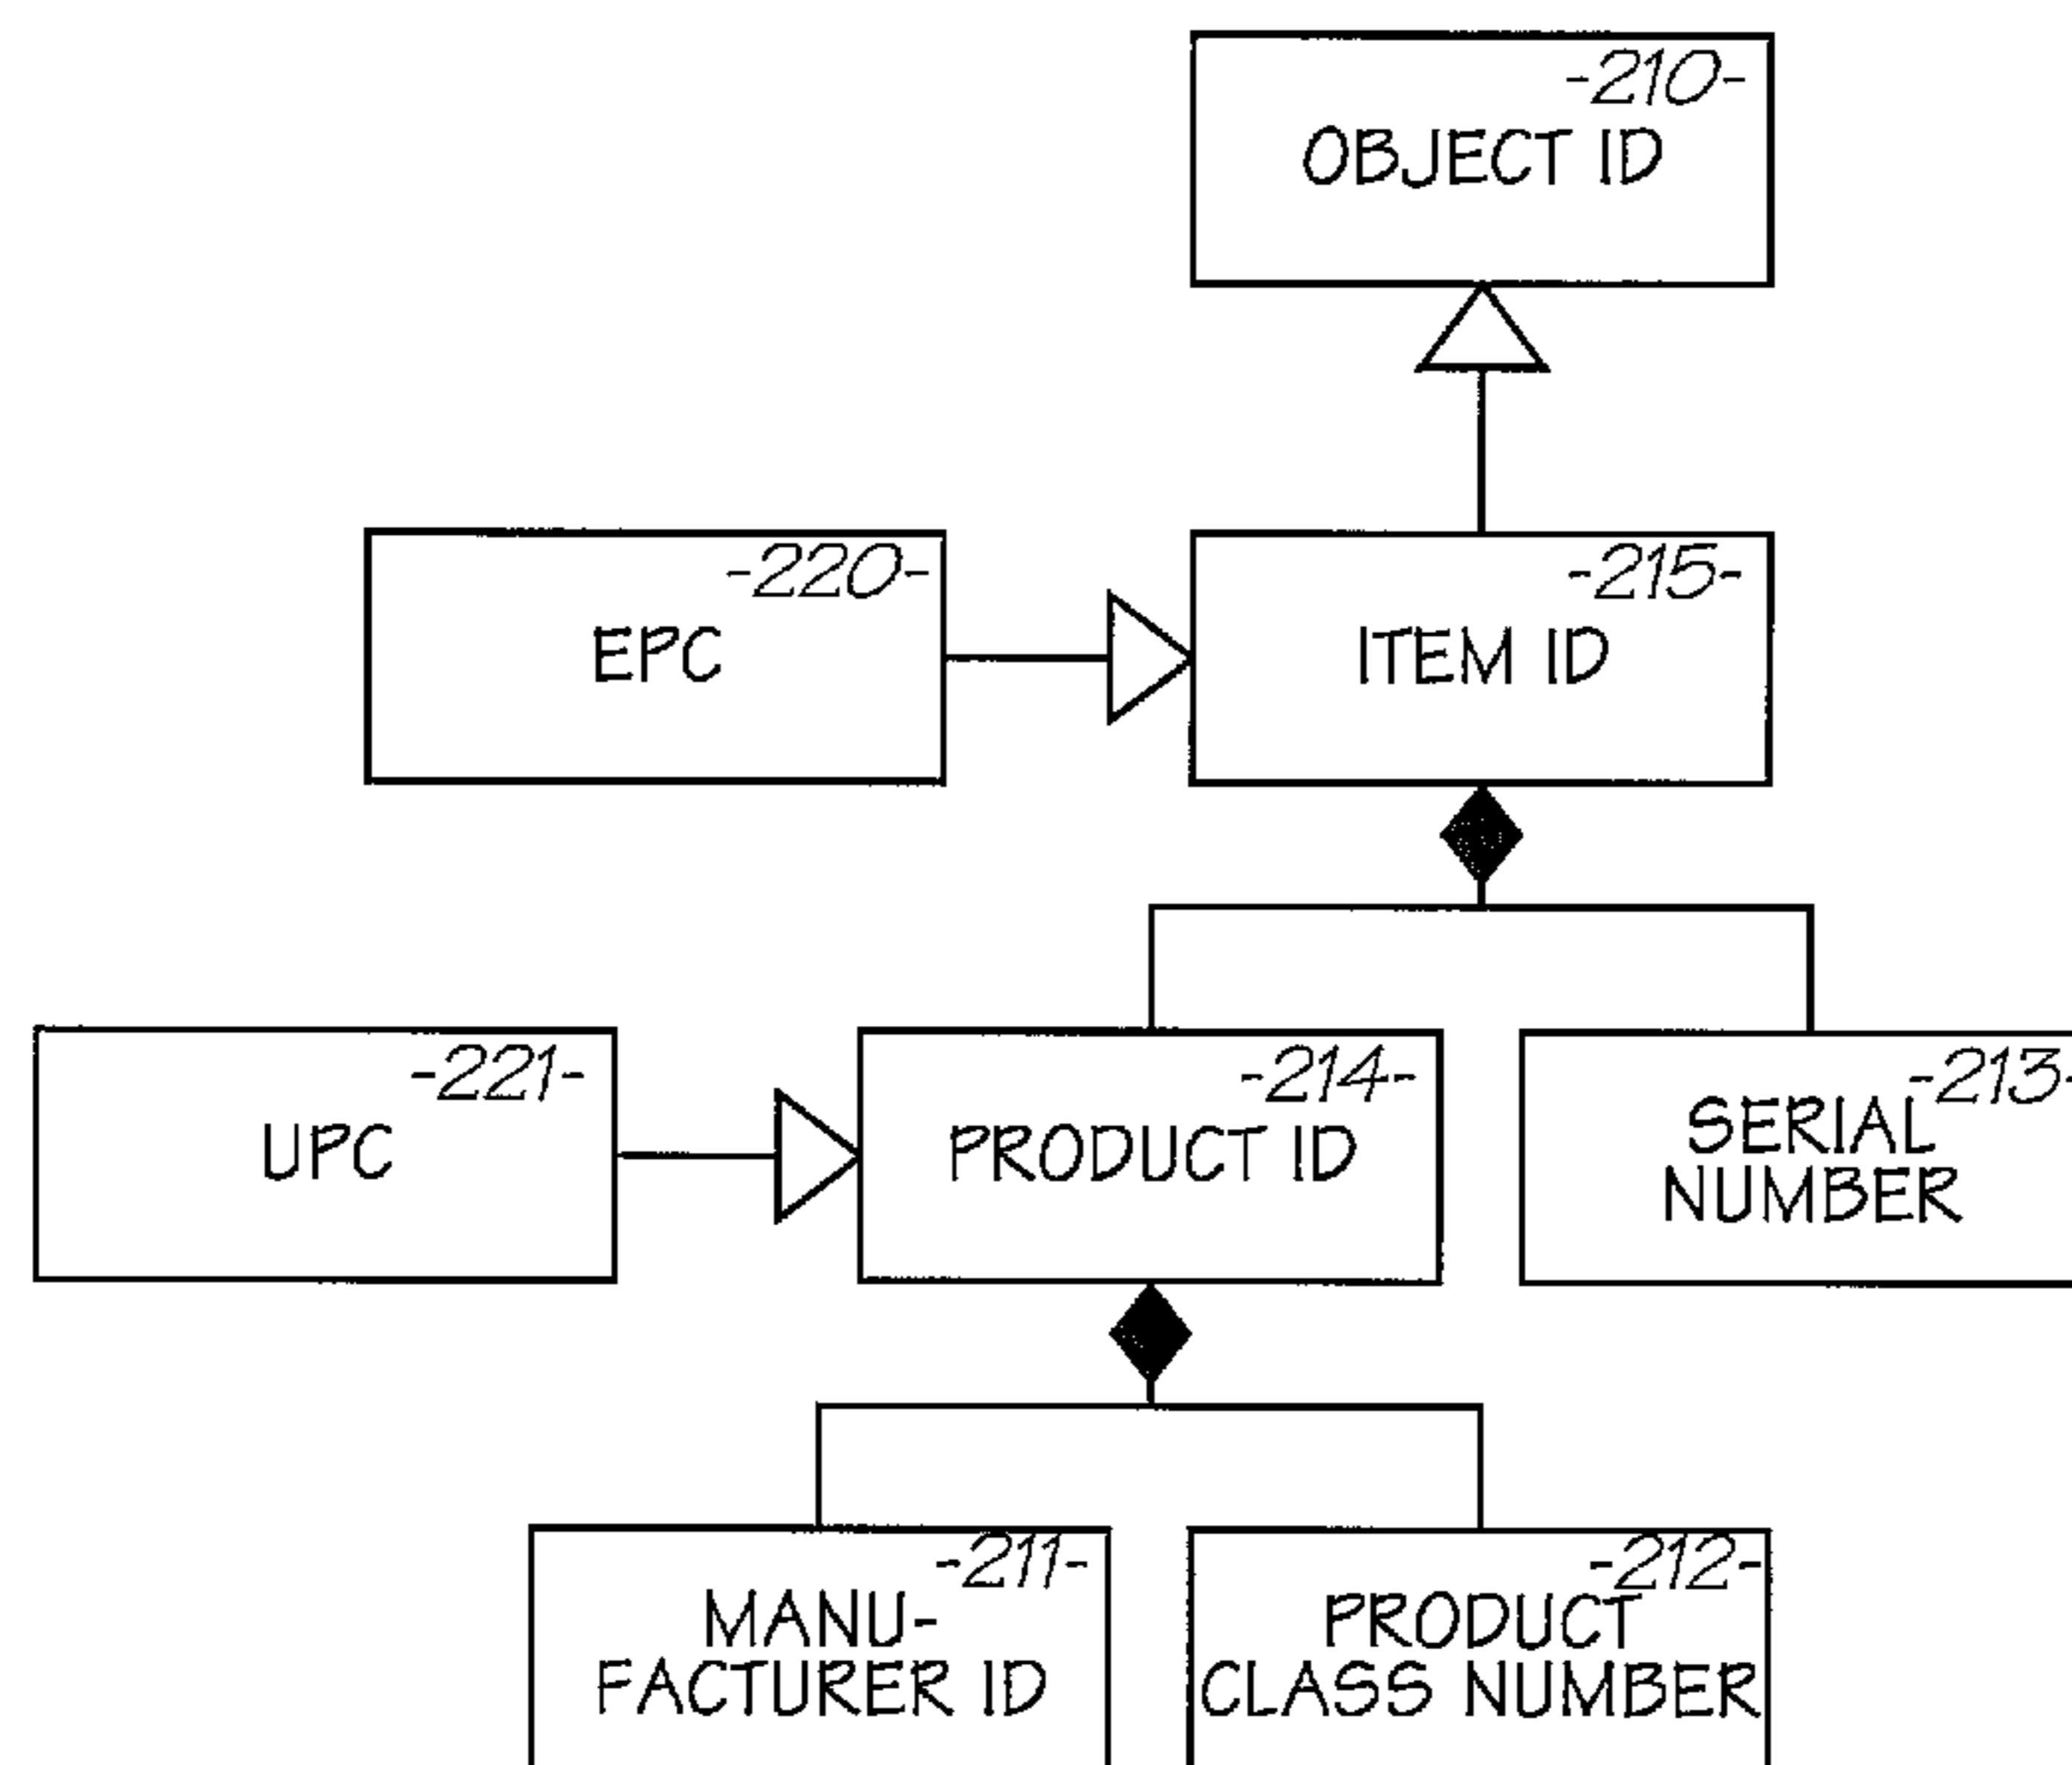 -210-
OBJECT ID
-220-
EPC
-215-
ITEM ID
-221-
UPC
-214-
PRODUCT ID
-213-
SERIAL
NUMBER
-211-
MANU-
FACTURER ID
-212-
PRODUCT
CLASS NUMBER